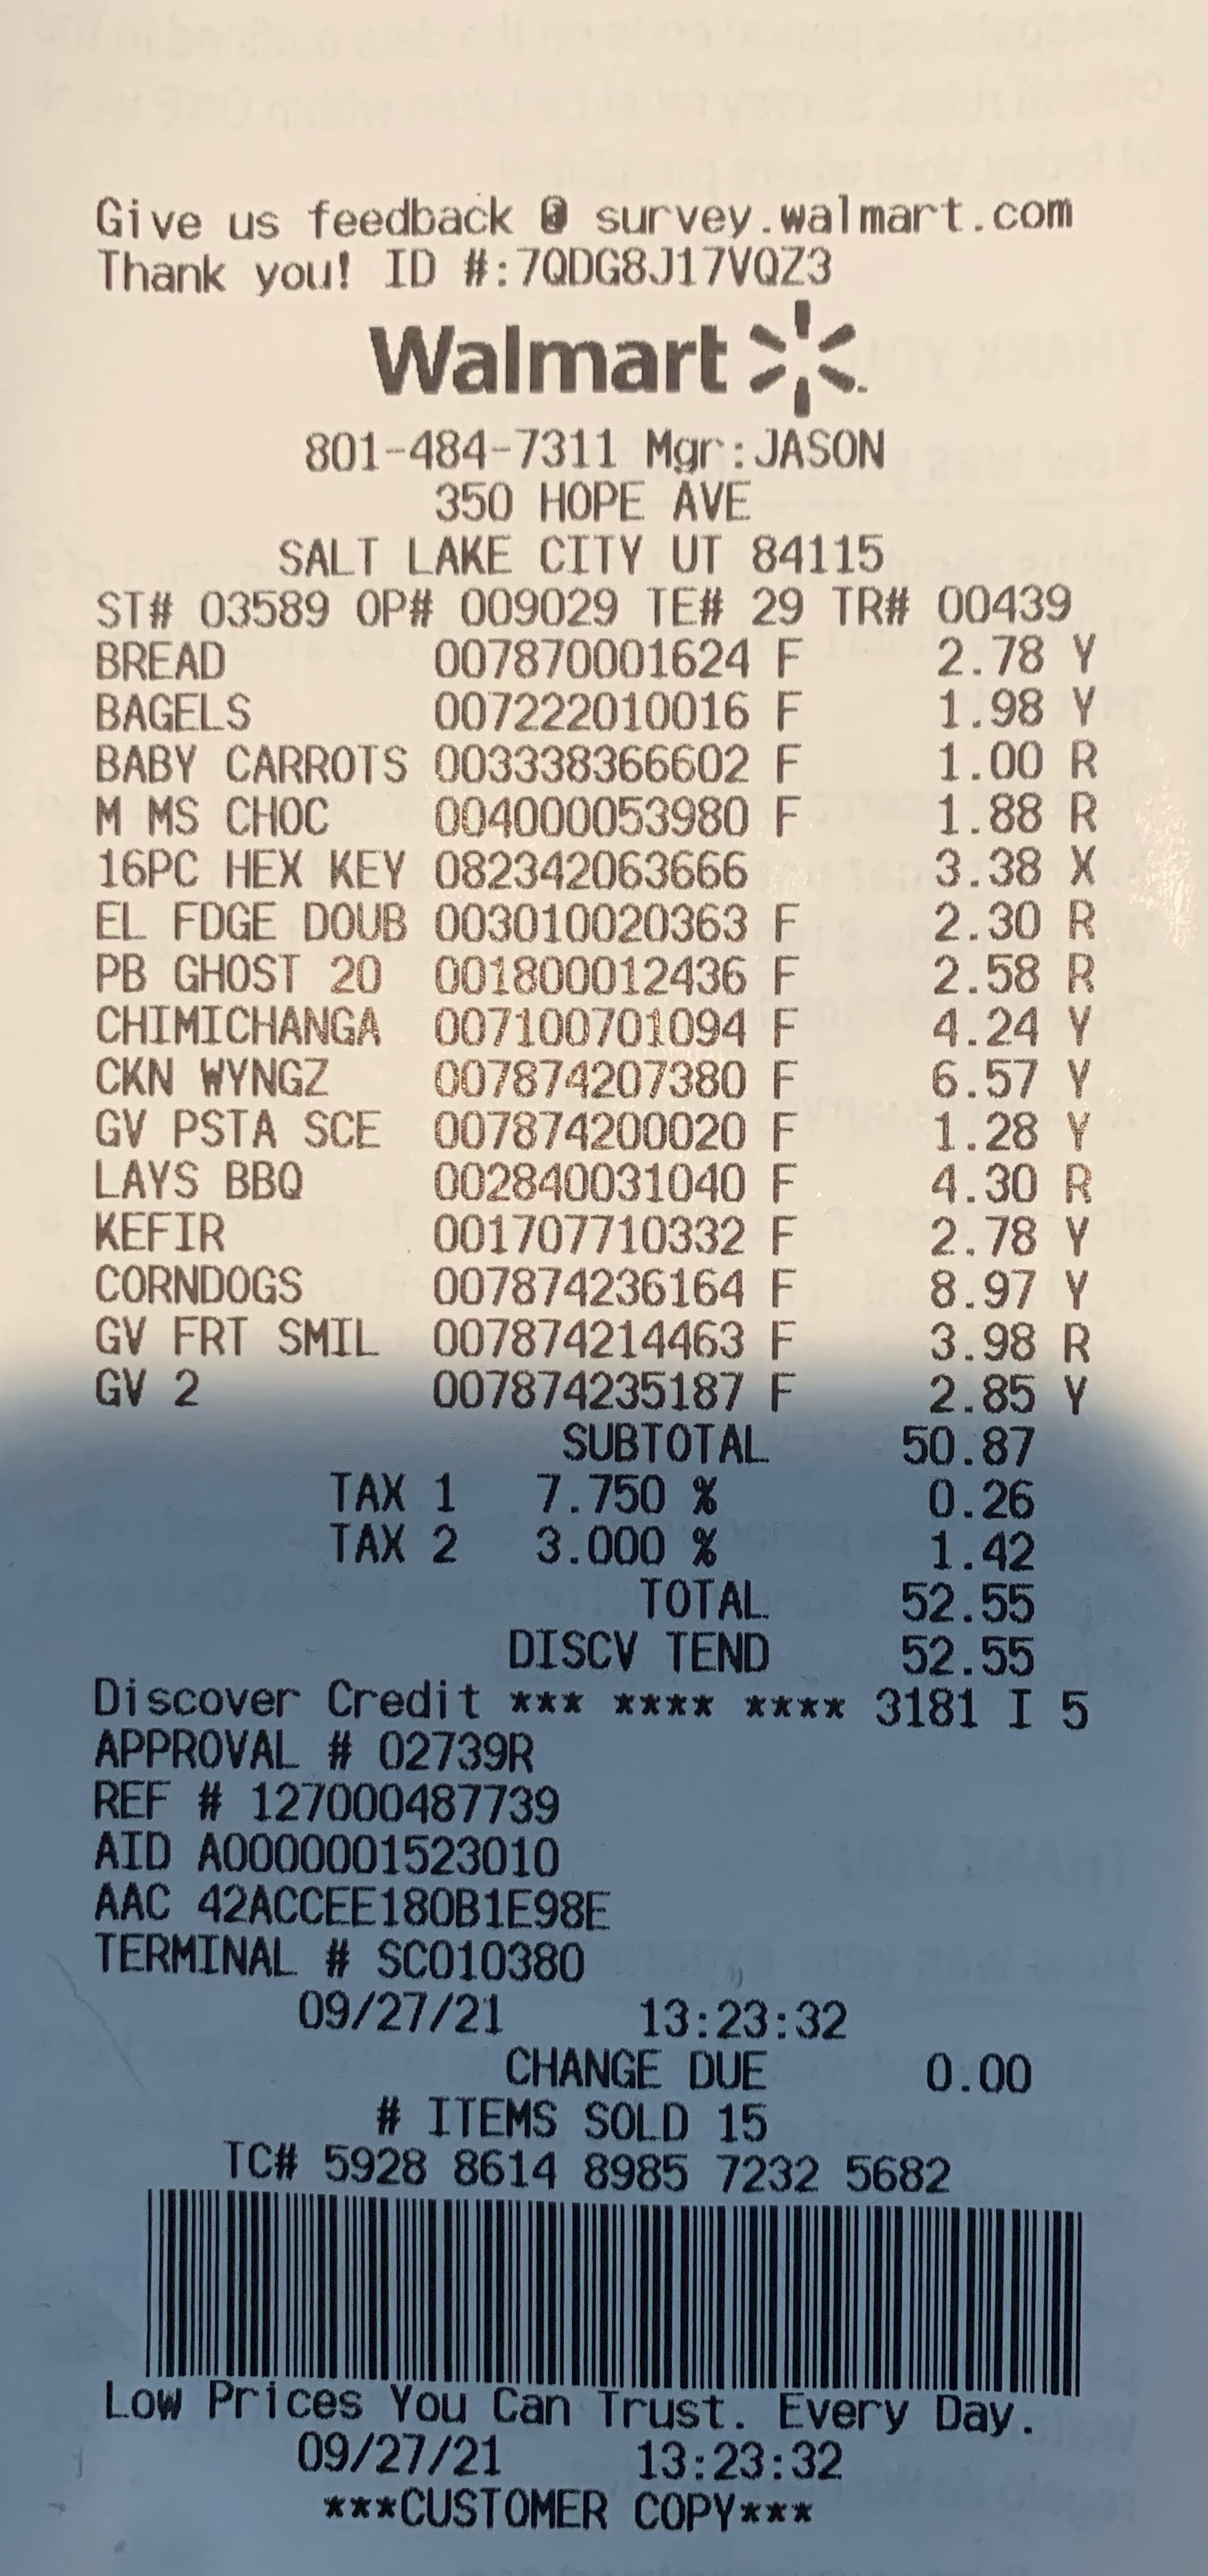 Give us feedback @ survey.walmart.com
Thank you! ID #:7QDG8J17VQZ3
Walmart
801-484-7311 Mgr:JASON
350 HOPE AVE
SALT LAKE CITY UT 84115
ST# 03589 OP# 009029 TE# 29 TR# 00439
BREAD 007870001624 F 2.78 Y
BAGELS 007222010016 F 1.98 Y
BABY CARROTS 003338366602 F 1.00 R
M MS CHOC 004000053980 F 1.88 R
16PC HEX KEY 082342063666 3.38 X
EL FDGE DOUB 003010020363 F 2.30 R
PB GHOST 20 001800012436 F 2.58 R
CHIMICHANGA 007100701094 F 4.24 Y
CKN WYNGZ 007874207380 F 6.57 Y
GV PSTA SCE 007874200020 F 1.28 Y
LAYS BBQ 002840031040 F 4.30 R
KEFIR 001707710332 F 2.78 Y
CORNDOGS 007874236164 F 8.97 Y
GV FRT SMIL 007874214463 F 3.98 R
GV 2 007874235187 F 2.85 Y
SUBTOTAL 50.87
TAX 1 7.750 % 0.26
TAX 2 3.000 % 1.42
TOTAL 52.55
DISCV TEND 52.55
Discover Credit *** **** **** 3181 I 5
APPROVAL # 02739R
REF # 127000487739
AID A0000001523010
AAC 42ACCEE180B1E98E
TERMINAL # SC010380
09/27/21 13:23:32
CHANGE DUE 0.00
# ITEMS SOLD 15
TC# 5928 8614 8985 7232 5682
Low Prices You Can Trust. Every Day.
09/27/21 13:23:32
***CUSTOMER COPY***